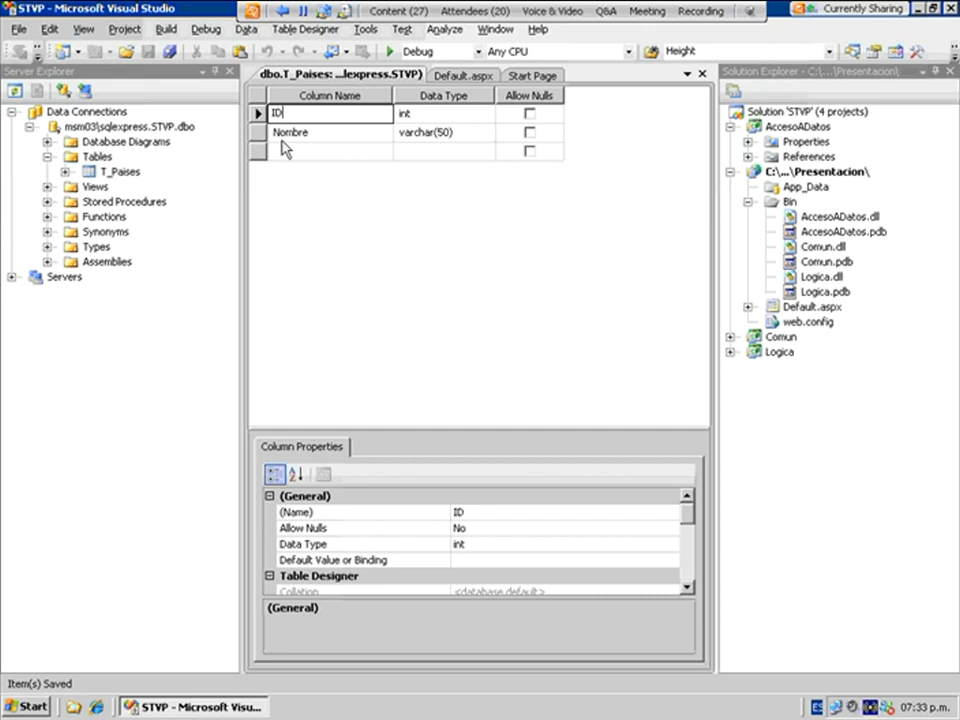 STVP - Microsoft Visual Studio
Content (27) Attendees (20) Voice & Video Q&A Meeting Recording
Currently Sharing
File Edit View Project Build Debug Data Table Designer Tools Test Analyze Window Help
Debug Any CPU Height
Server Explorer
Data Connections
msm03\sqlexpress.STVP.dbo
Database Diagrams
Tables
T_Paises
Views
Stored Procedures
Functions
Synonyms
Types
Assemblies
Servers
dbo.T_Paises: ...lexpress.STVP) Default.aspx Start Page
Column Name Data Type Allow Nulls
ID int
Nombre varchar(50)
Column Properties
(General)
(Name) ID
Allow Nulls No
Data Type int
Default Value or Binding
Table Designer
Collation <database default>
(General)
Solution Explorer - C:\...\Presentacion\
Solution 'STVP' (4 projects)
AccesoADatos
Properties
References
C:\...\Presentacion\
App_Data
Bin
AccesoADatos.dll
AccesoADatos.pdb
Comun.dll
Comun.pdb
Logica.dll
Logica.pdb
Default.aspx
web.config
Comun
Logica
Item(s) Saved
Start STVP - Microsoft Visu... ES 07:33 p.m.